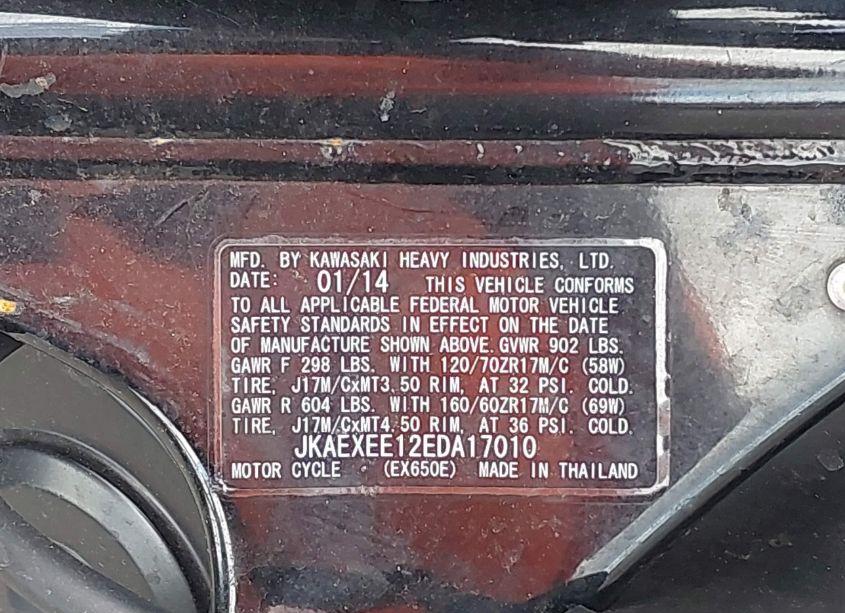 MFD. BY KAWASAKI HEAVY INDUSTRIES, LTD.
DATE: 01/14 THIS VEHICLE CONFORMS
TO ALL APPLICABLE FEDERAL MOTOR VEHICLE
SAFETY STANDARDS IN EFFECT ON THE DATE
OF MANUFACTURE SHOWN ABOVE. GVWR 902 LBS.
GAWR F 298 LBS. WITH 120/70ZR17M/C (58W)
TIRE, J17M/CxMT3.50 RIM, AT 32 PSI. COLD.
GAWR R 604 LBS. WITH 160/60ZR17M/C (69W)
TIRE, J17M/CxMT4.50 RIM, AT 36 PSI. COLD.
JKAEXEE12EDA17010
MOTOR CYCLE · (EX650E) MADE IN THAILAND